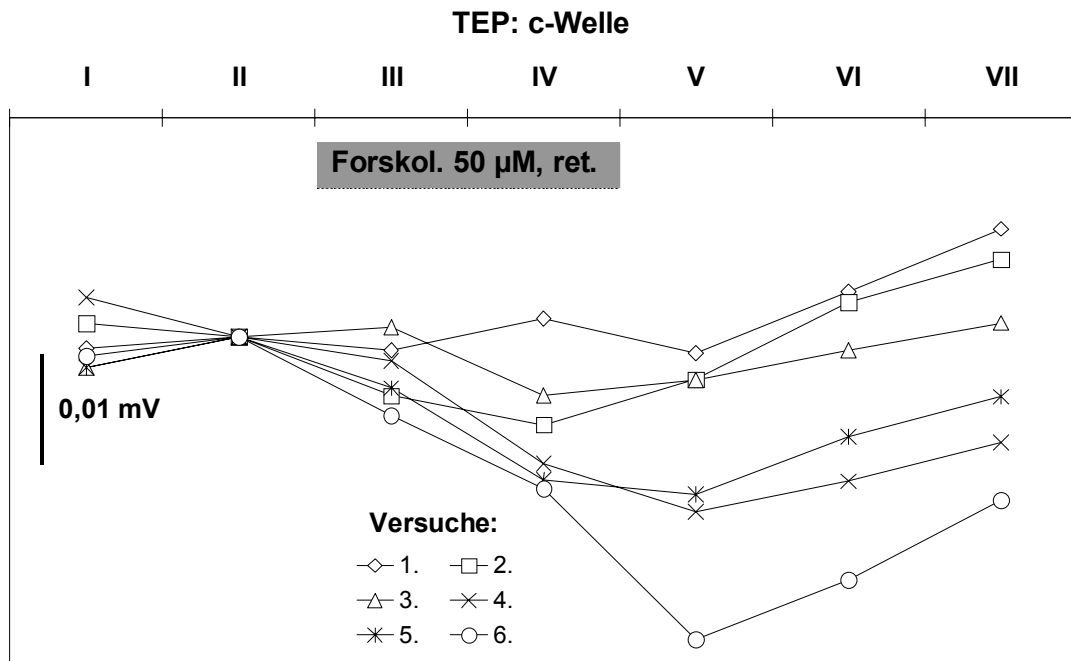 TEP: c-Welle
I II III IV V VI VII
Forskol. 50 µM, ret.
0,01 mV
Versuche:
1. 2.
3. 4.
5. 6.